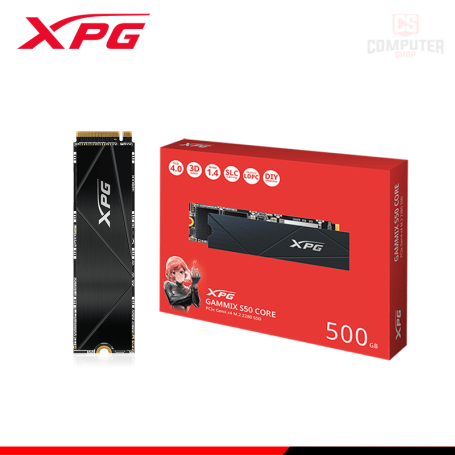 XPG
CS
COMPUTER
SHOP
4.0
3D
1.4
SLC
LDPC
DIY
XPG
XPG
XPG
GAMMIX S50 CORE
PCIe Gen4 x4 M.2 2280 SSD
500 GB
XPG
GAMMIX S50 CORE